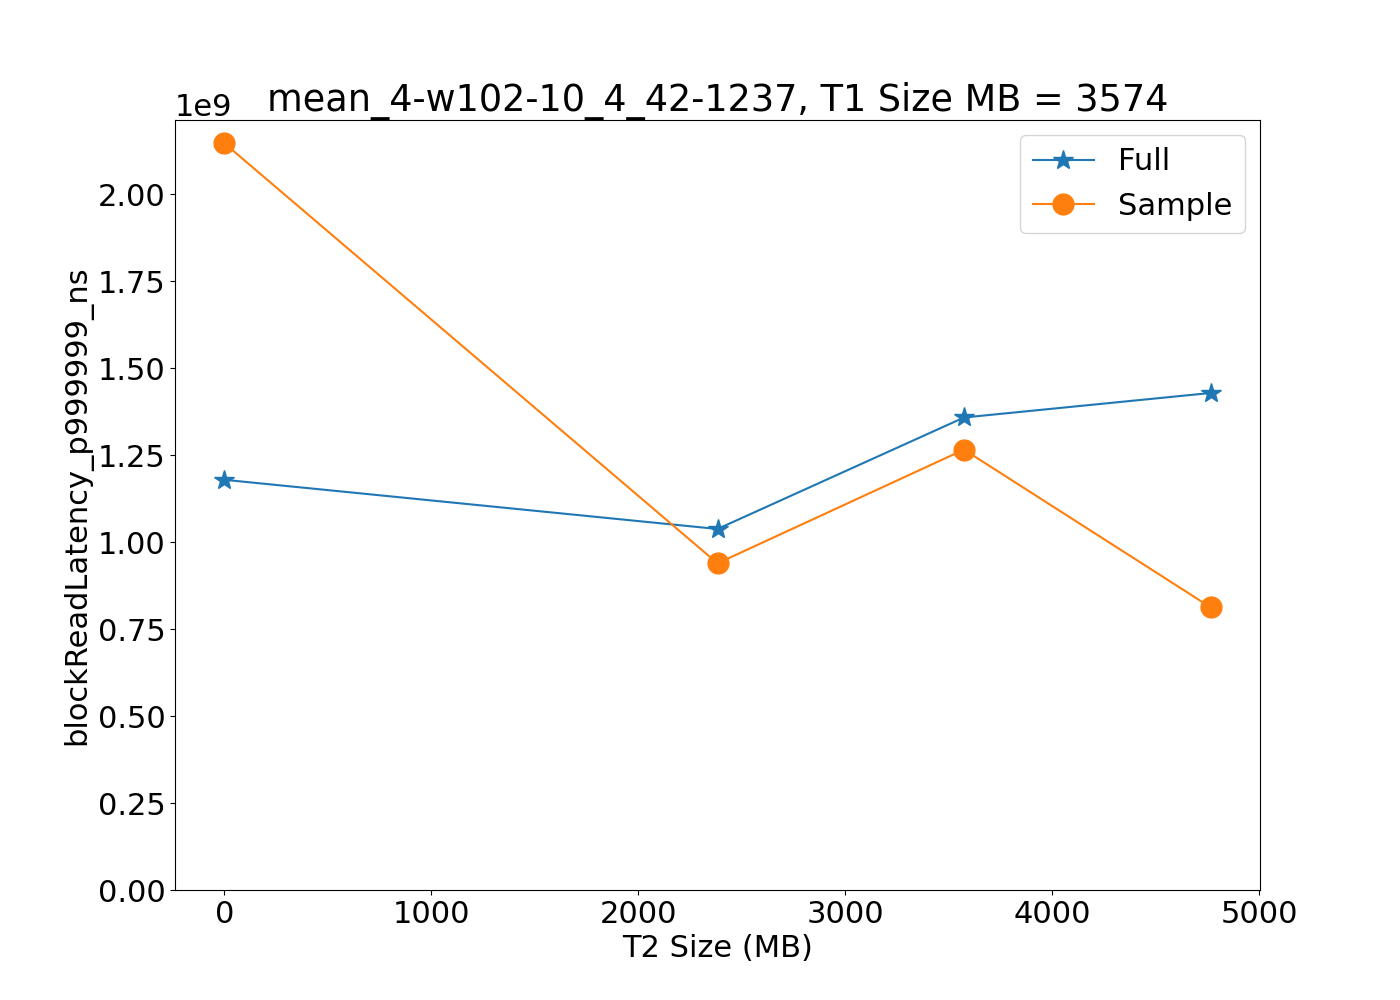 mean_4-w102-10_4_42-1237, T1 Size MB = 3574
1e9
Full
Sample
2.00
1.75
1.50
1.25
1.00
0.75
0.50
0.25
0.00
blockReadLatency_p999999_ns
0 1000 2000 3000 4000 5000
T2 Size (MB)